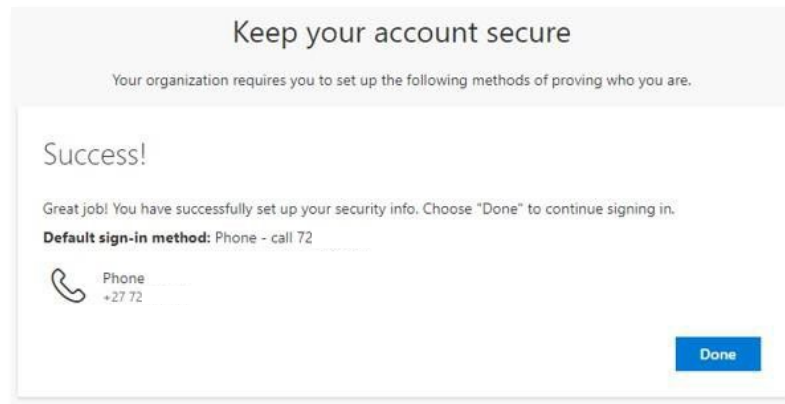 Keep your account secure
Your organization requires you to set up the following methods of proving who you are.
Success!
Great job! You have successfully set up your security info. Choose "Done" to continue signing in.
Default sign-in method: Phone - call 72
Phone
+27 72
Done